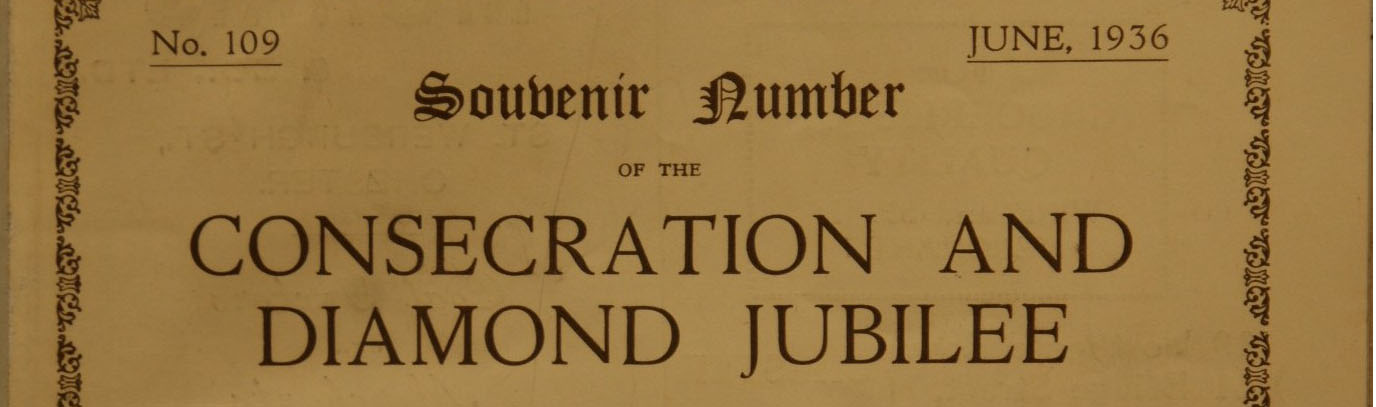 No. 109 JUNE, 1936
Souvenir Number
OF THE
CONSECRATION AND
DIAMOND JUBILEE